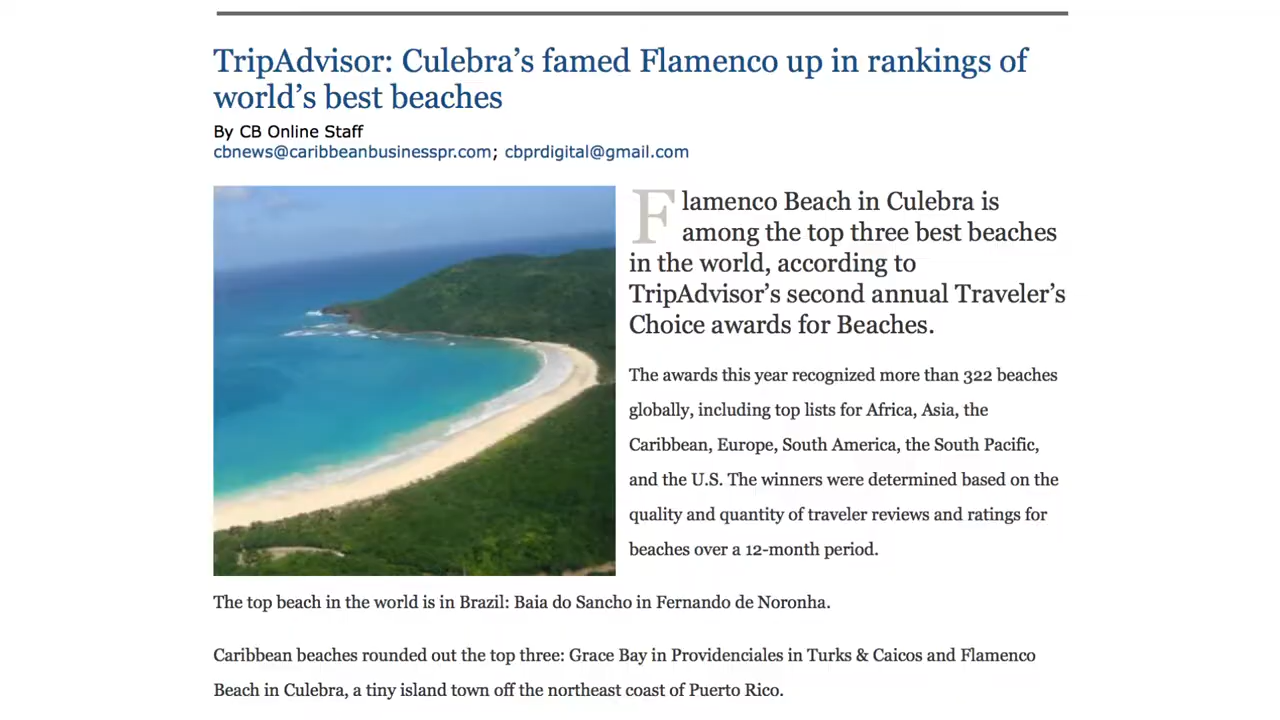 TripAdvisor: Culebra’s famed Flamenco up in rankings of
world’s best beaches
By CB Online Staff
cbnews@caribbeanbusinesspr.com; cbprdigital@gmail.com
Flamenco Beach in Culebra is
among the top three best beaches
in the world, according to
TripAdvisor’s second annual Traveler’s
Choice awards for Beaches.
The awards this year recognized more than 322 beaches
globally, including top lists for Africa, Asia, the
Caribbean, Europe, South America, the South Pacific,
and the U.S. The winners were determined based on the
quality and quantity of traveler reviews and ratings for
beaches over a 12-month period.
The top beach in the world is in Brazil: Baia do Sancho in Fernando de Noronha.
Caribbean beaches rounded out the top three: Grace Bay in Providenciales in Turks & Caicos and Flamenco
Beach in Culebra, a tiny island town off the northeast coast of Puerto Rico.